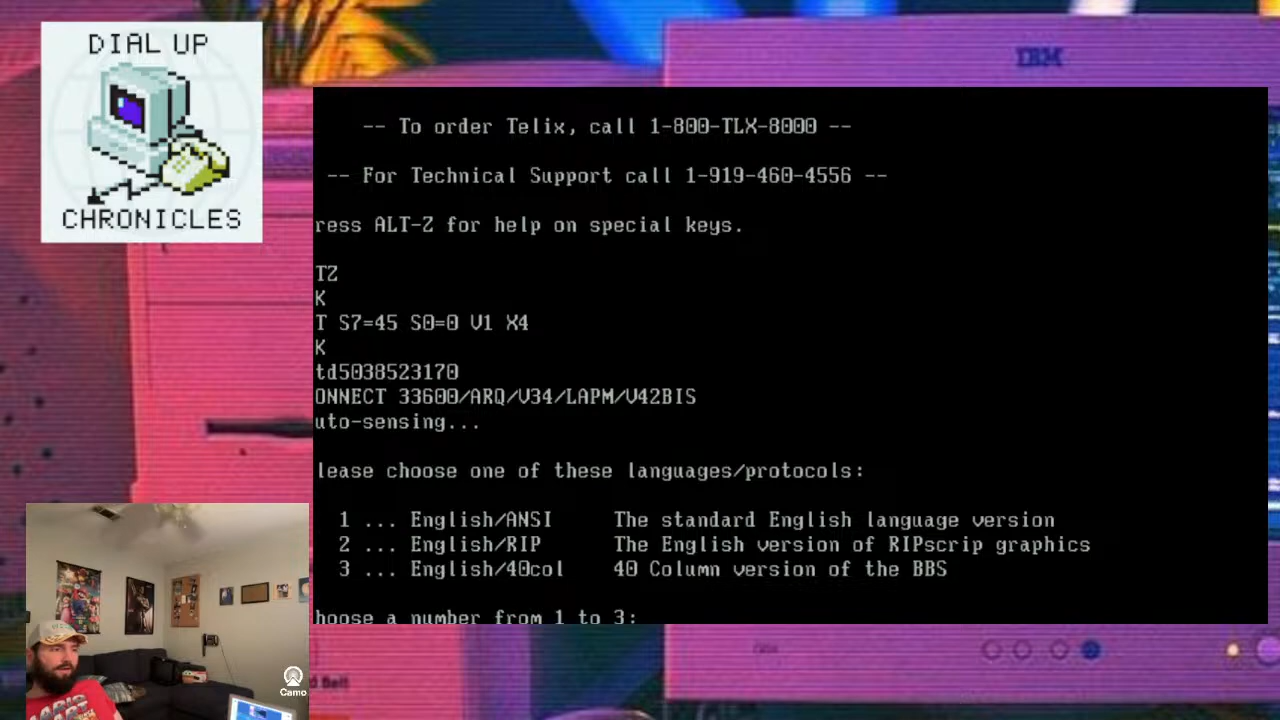 DIAL UP
CHRONICLES
IBM
-- To order Telix, call 1-800-TLX-8000 --
-- For Technical Support call 1-919-460-4556 --
ress ALT-Z for help on special keys.
TZ
K
T S7=45 S0=0 V1 X4
K
td5038523170
ONNECT 33600/ARQ/V34/LAPM/V42BIS
uto-sensing...
lease choose one of these languages/protocols:
1 ... English/ANSI The standard English language version
2 ... English/RIP The English version of RIPscrip graphics
3 ... English/40col 40 Column version of the BBS
hoose a number from 1 to 3:
Camo
d Bell